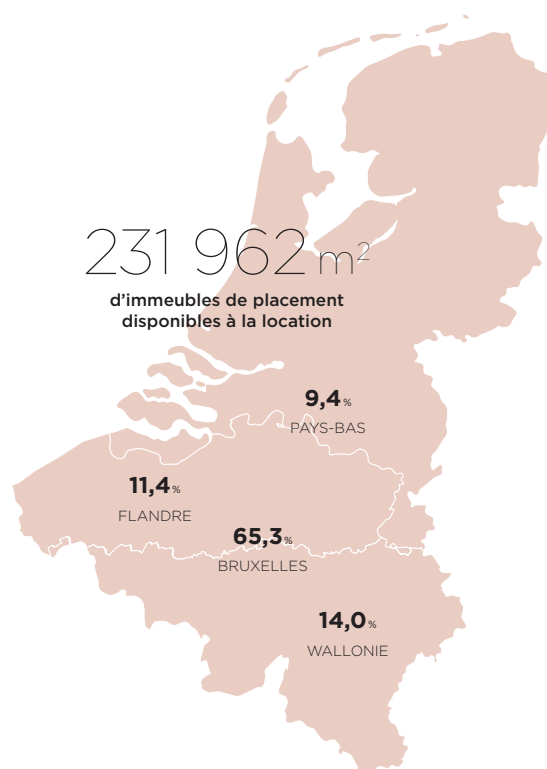 231 962 m²
d'immeubles de placement
disponibles à la location
9,4%
PAYS-BAS
11,4%
FLANDRE
65,3%
BRUXELLES
14,0%
WALLONIE